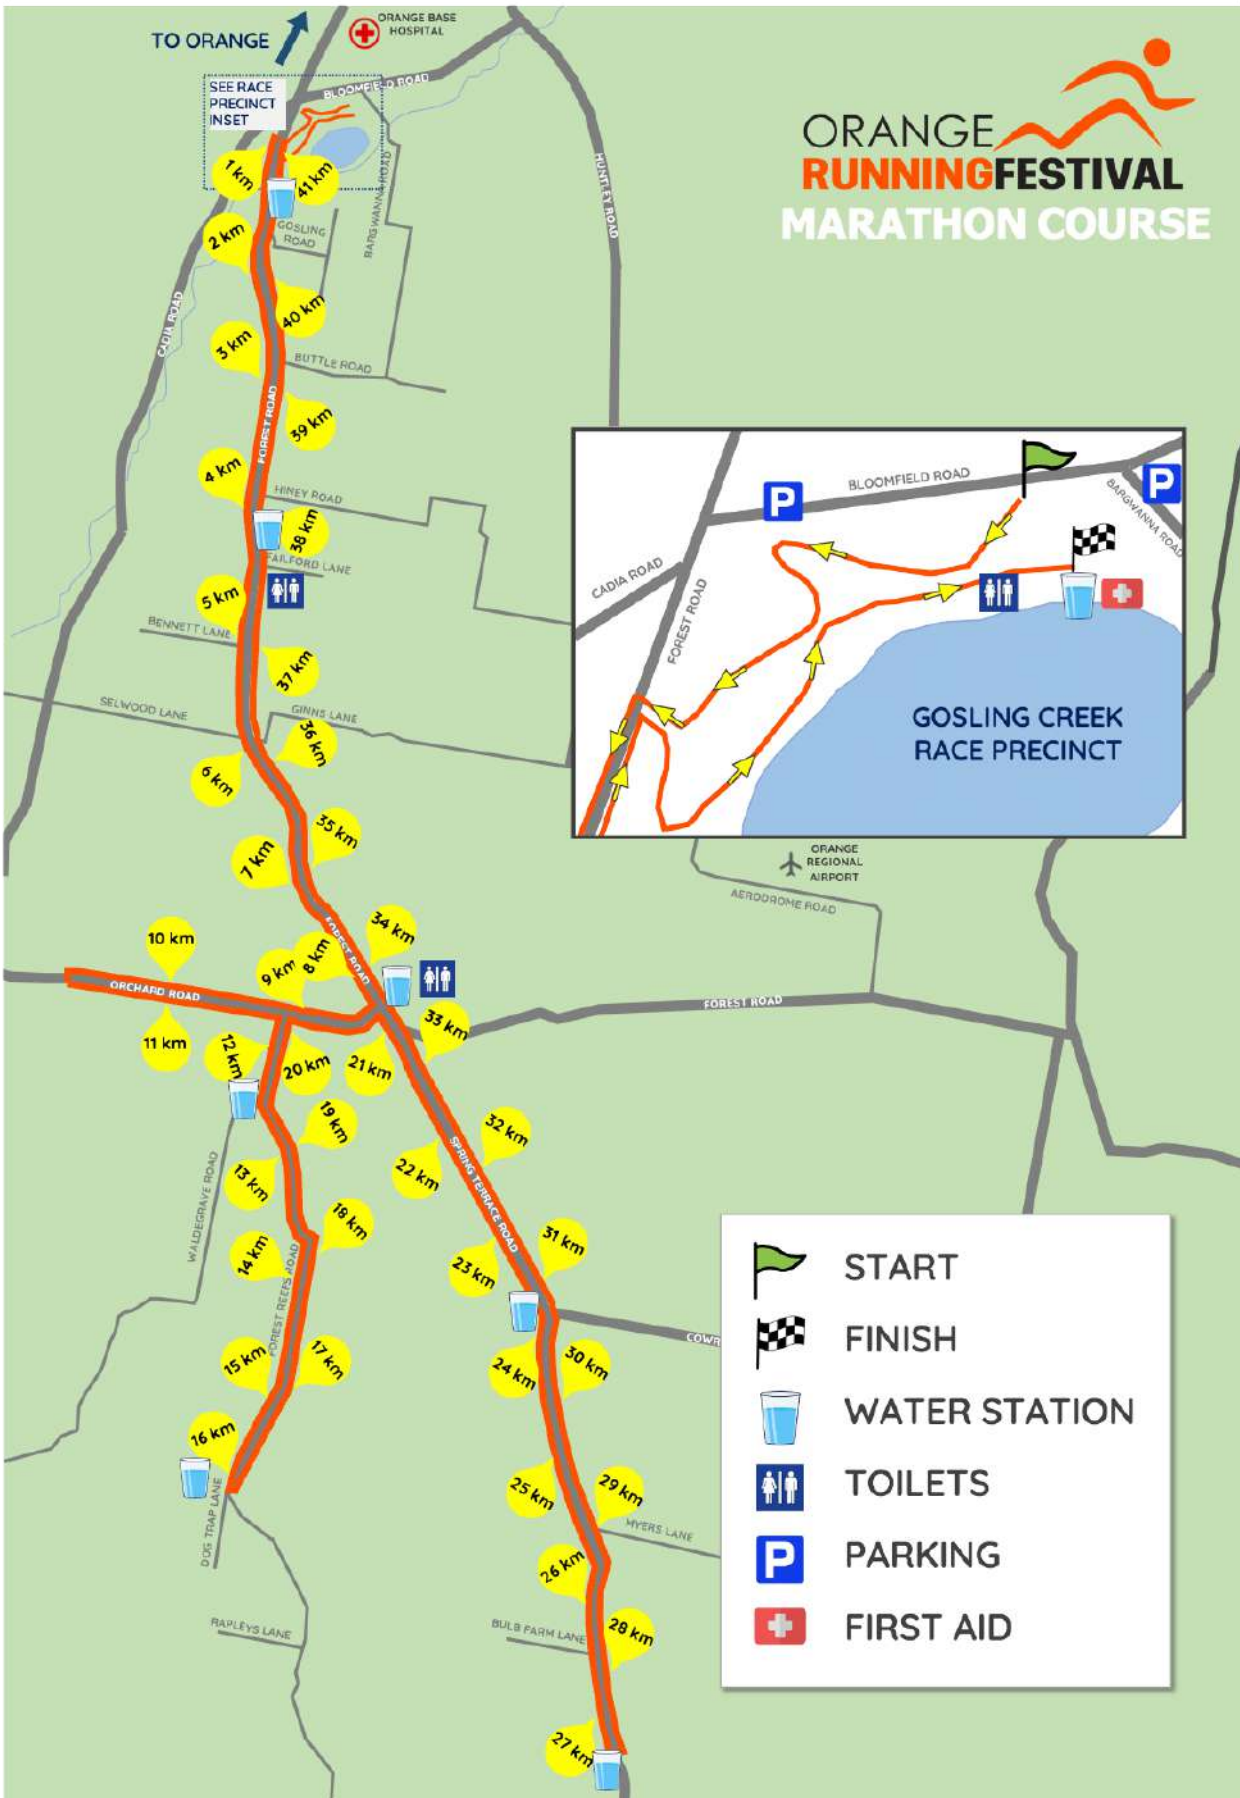 TO ORANGE
ORANGE BASE
HOSPITAL
SEE RACE
PRECINCT
INSET
BLOOMFIELD ROAD
HUNTLEY ROAD
BARGWANNA ROAD
ORANGE
RUNNINGFESTIVAL
MARATHON COURSE
1 km
41 km
GOSLING
ROAD
2 km
CADIA ROAD
40 km
3 km
BUTTLE ROAD
FOREST ROAD
39 km
4 km
HINEY ROAD
38 km
FAILFORD LANE
5 km
BENNETT LANE
37 km
SELWOOD LANE
GINNS LANE
36 km
6 km
35 km
7 km
BLOOMFIELD ROAD
P
P
BARGWANNA ROAD
CADIA ROAD
FOREST ROAD
GOSLING CREEK
RACE PRECINCT
ORANGE
REGIONAL
AIRPORT
AERODROME ROAD
34 km
FOREST ROAD
8 km
9 km
10 km
ORCHARD ROAD
11 km
12 km
20 km
21 km
33 km
FOREST ROAD
19 km
32 km
13 km
22 km
SPRING TERRACE ROAD
WALDEGRAVE ROAD
18 km
14 km
FOREST REEFS ROAD
31 km
23 km
COWR
15 km
17 km
24 km
30 km
16 km
DOG TRAP LANE
25 km
29 km
MYERS LANE
26 km
RAPLEYS LANE
BULB FARM LANE
28 km
27 km
START
FINISH
WATER STATION
TOILETS
P
PARKING
FIRST AID